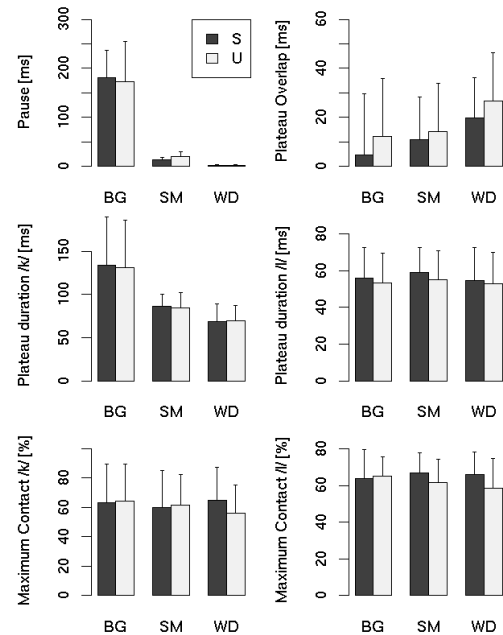 Pause [ms]
0
100
200
300
S
U
BG
SM
WD
Plateau Overlap [ms]
0
20
40
60
BG
SM
WD
Plateau duration /k/ [ms]
0
50
100
150
BG
SM
WD
Plateau duration /l/ [ms]
0
20
40
60
80
BG
SM
WD
Maximum Contact /k/ [%]
0
20
40
60
80
BG
SM
WD
Maximum Contact /l/ [%]
0
20
40
60
80
BG
SM
WD